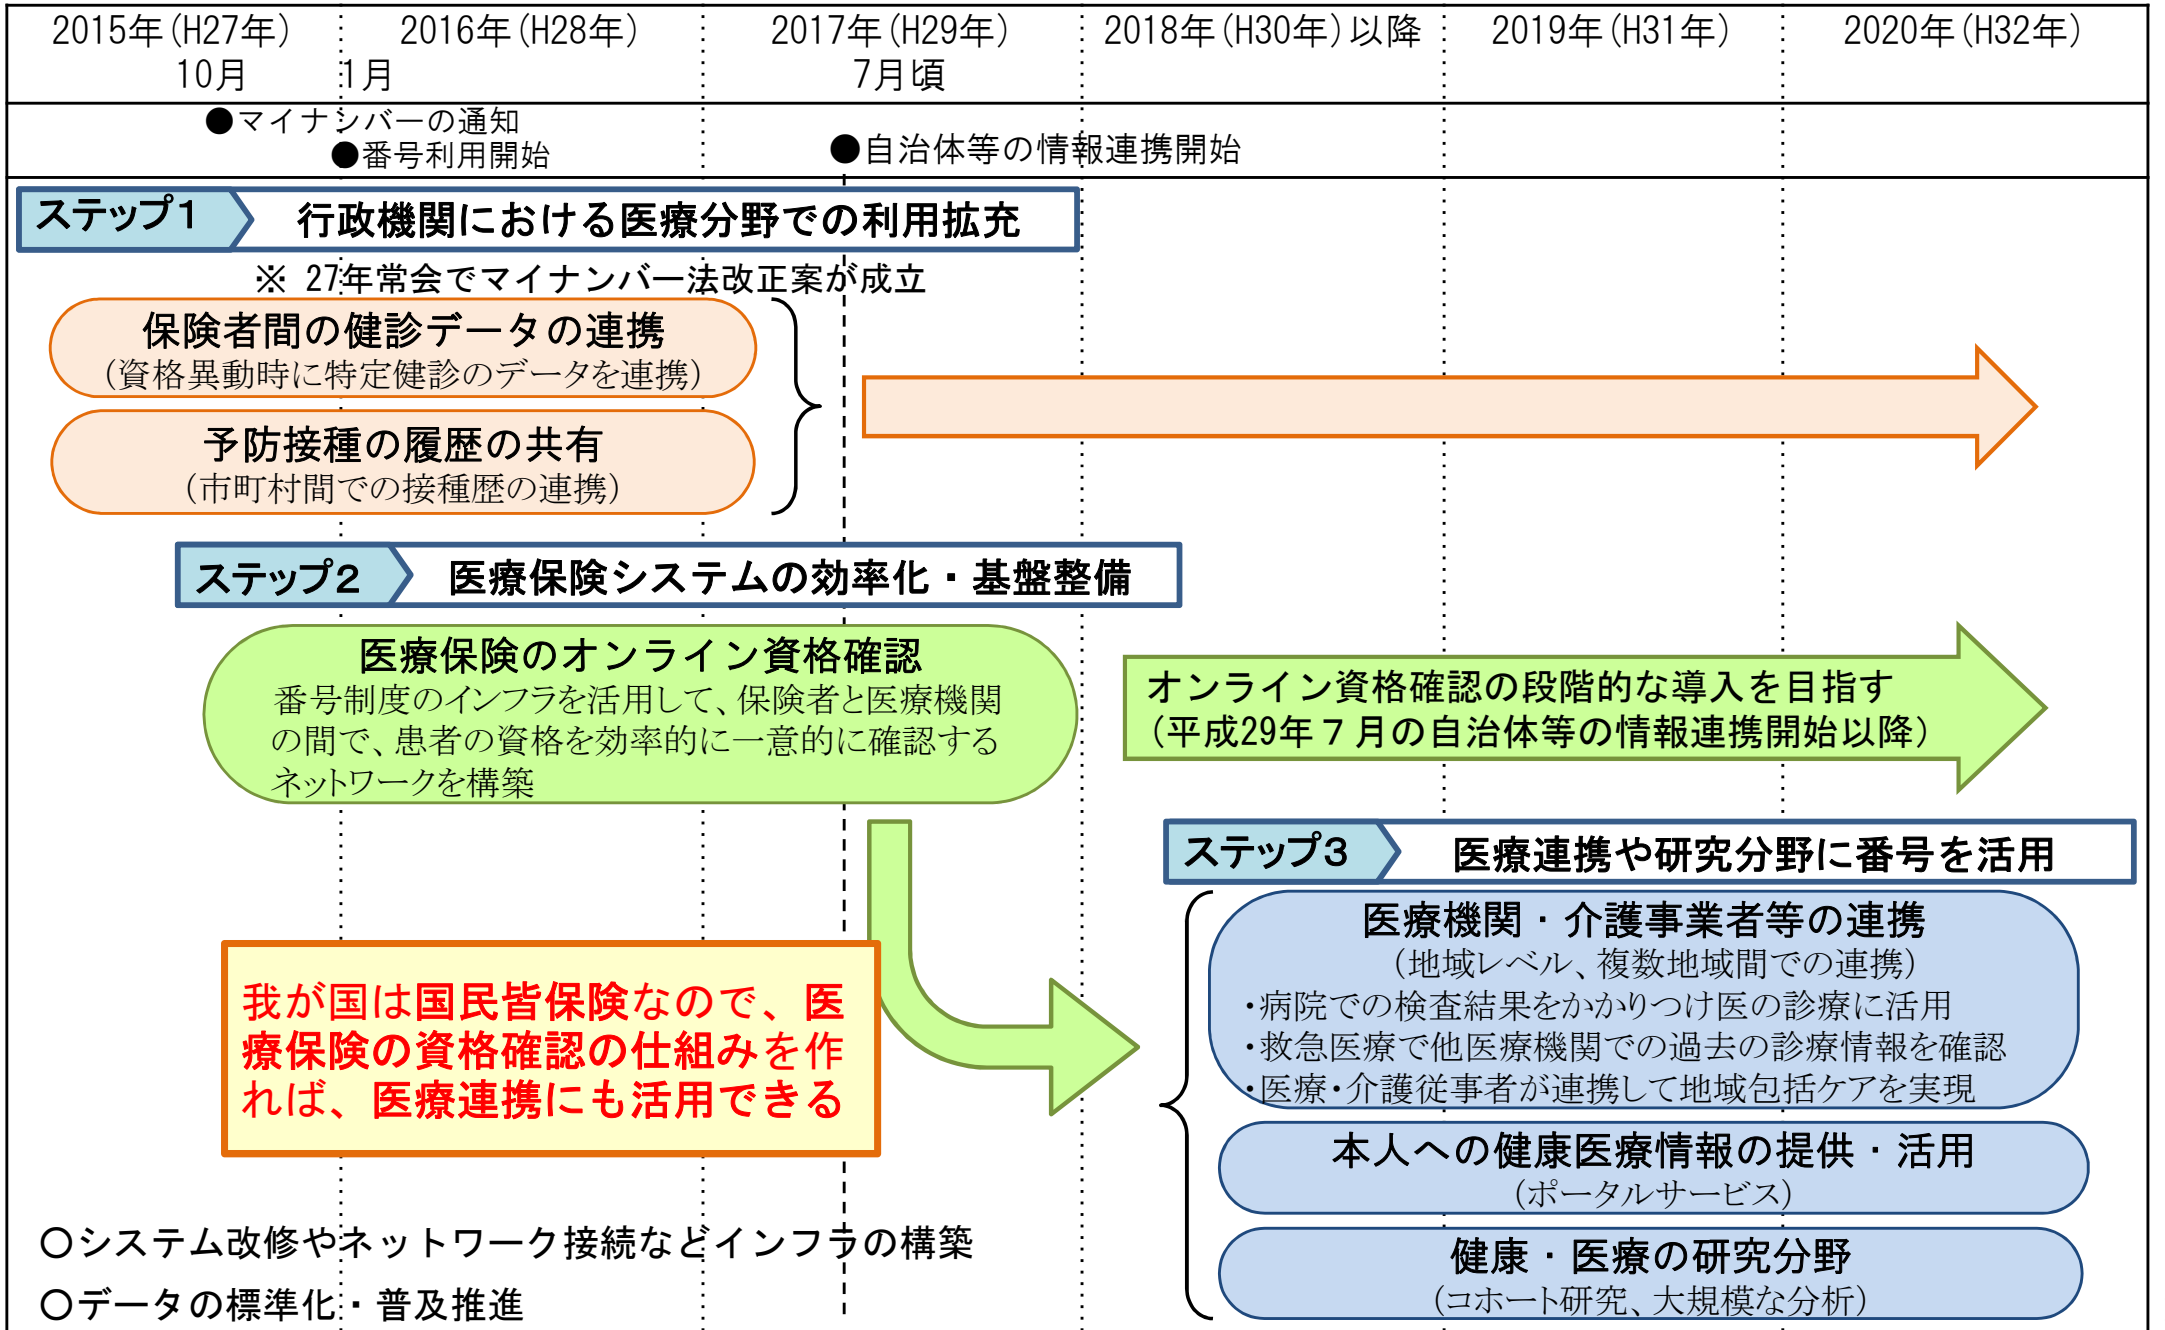 2015年(H27年)
10月
2016年(H28年)
1月
2017年(H29年)
7月頃
2018年(H30年)以降
2019年(H31年)
2020年(H32年)
●マイナンバーの通知
●番号利用開始
●自治体等の情報連携開始
ステップ1
行政機関における医療分野での利用拡充
※ 27年常会でマイナンバー法改正案が成立
保険者間の健診データの連携
(資格異動時に特定健診のデータを連携)
予防接種の履歴の共有
(市町村間での接種歴の連携)
ステップ2
医療保険システムの効率化・基盤整備
医療保険のオンライン資格確認
番号制度のインフラを活用して、保険者と医療機関
の間で、患者の資格を効率的に一意的に確認する
ネットワークを構築
オンライン資格確認の段階的な導入を目指す
(平成29年7月の自治体等の情報連携開始以降)
ステップ3
医療連携や研究分野に番号を活用
医療機関・介護事業者等の連携
(地域レベル、複数地域間での連携)
・病院での検査結果をかかりつけ医の診療に活用
・救急医療で他医療機関での過去の診療情報を確認
・医療・介護従事者が連携して地域包括ケアを実現
本人への健康医療情報の提供・活用
(ポータルサービス)
健康・医療の研究分野
(コホート研究、大規模な分析)
我が国は国民皆保険なので、医
療保険の資格確認の仕組みを作
れば、医療連携にも活用できる
○システム改修やネットワーク接続などインフラの構築
○データの標準化・普及推進